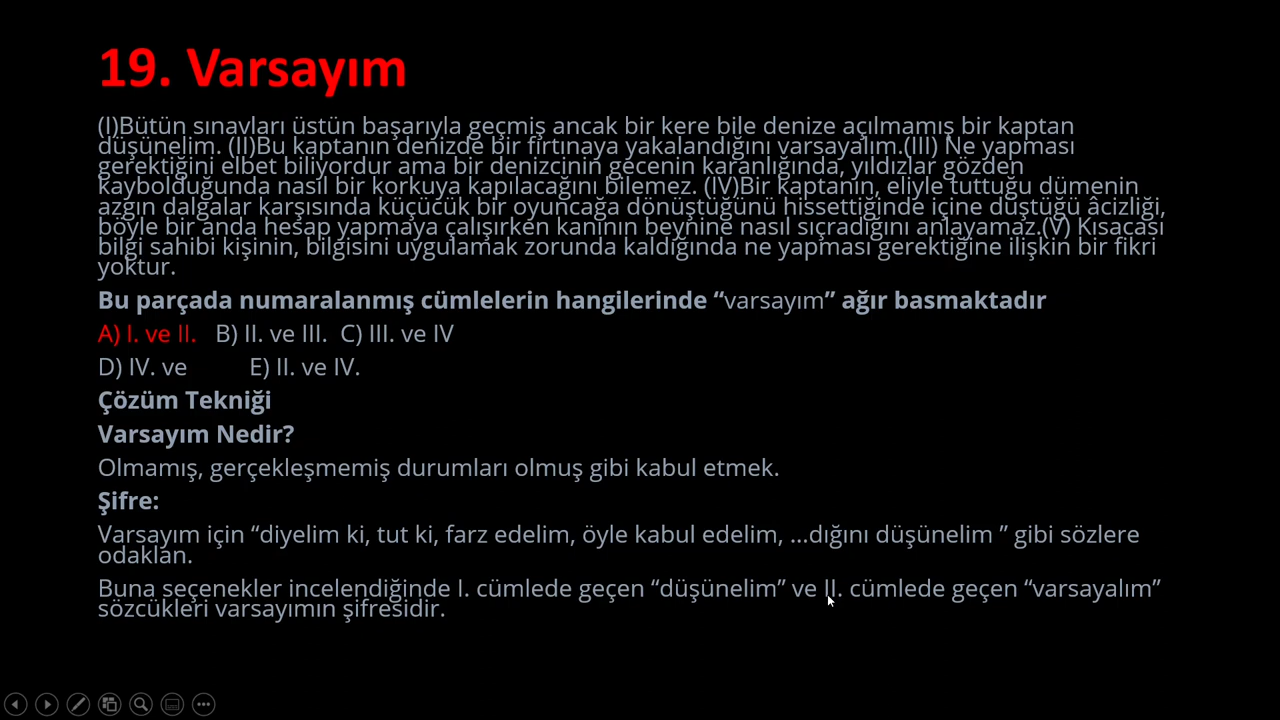 19. Varsayım
(I)Bütün sınavları üstün başarıyla geçmiş ancak bir kere bile denize açılmamış bir kaptan
düşünelim. (II)Bu kaptanın denizde bir fırtınaya yakalandığını varsayalım.(III) Ne yapması
gerektiğini elbet biliyordur ama bir denizcinin gecenin karanlığında, yıldızlar gözden
kaybolduğunda nasıl bir korkuya kapılacağını bilemez. (IV)Bir kaptanın, eliyle tuttuğu dümenin
azgın dalgalar karşısında küçücük bir oyuncağa dönüştüğünü hissettiğinde içine düştüğü âcizliği,
böyle bir anda hesap yapmaya çalışırken kanının beynine nasıl sıçradığını anlayamaz.(V) Kısacası
bilgi sahibi kişinin, bilgisini uygulamak zorunda kaldığında ne yapması gerektiğine ilişkin bir fikri
yoktur.
Bu parçada numaralanmış cümlelerin hangilerinde “varsayım” ağır basmaktadır
A) I. ve II. B) II. ve III. C) III. ve IV
D) IV. ve E) II. ve IV.
Çözüm Tekniği
Varsayım Nedir?
Olmamış, gerçekleşmemiş durumları olmuş gibi kabul etmek.
Şifre:
Varsayım için “diyelim ki, tut ki, farz edelim, öyle kabul edelim, ...dığını düşünelim ” gibi sözlere
odaklan.
Buna seçenekler incelendiğinde I. cümlede geçen “düşünelim” ve II. cümlede geçen “varsayalım”
sözcükleri varsayımın şifresidir.